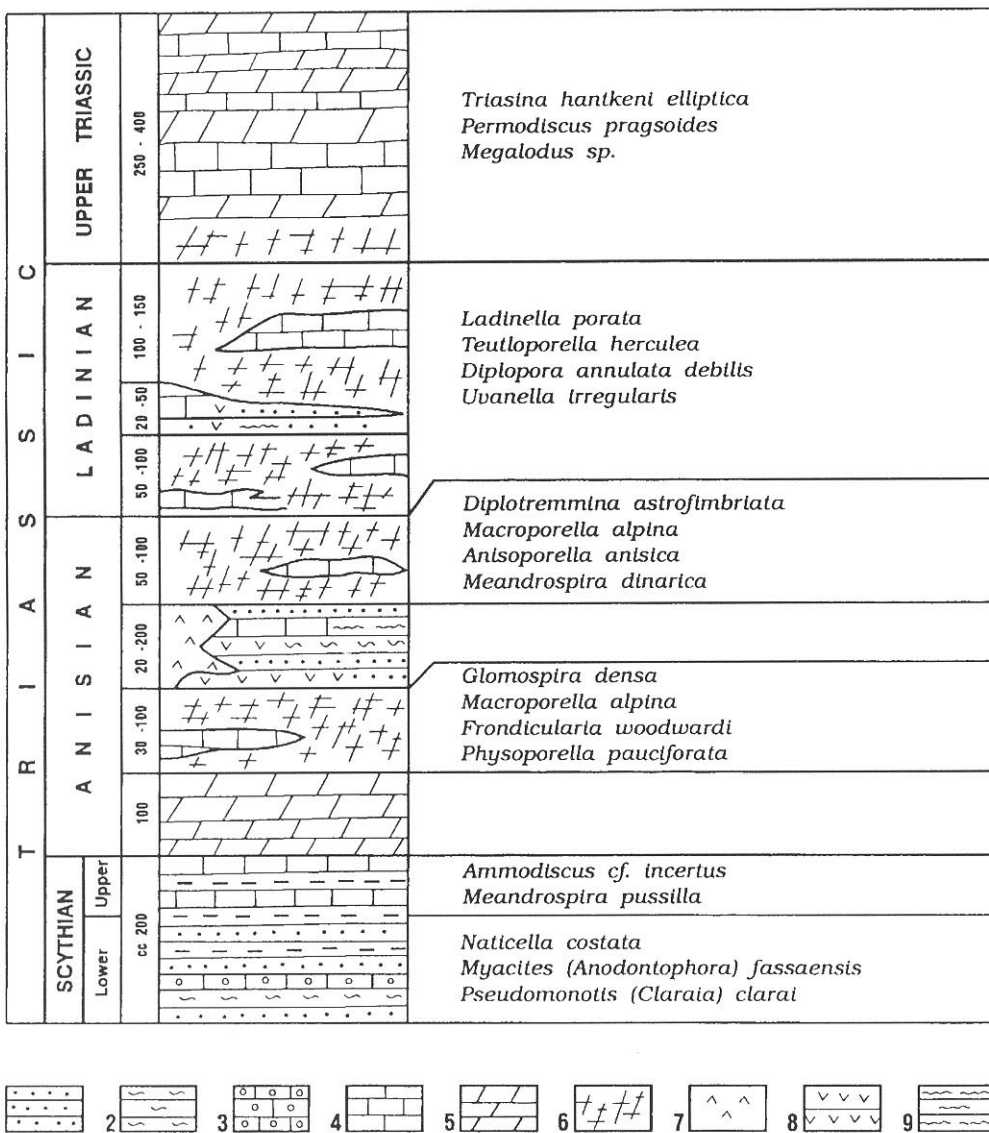 TRIASSIC
UPPER TRIASSIC
250 - 400
Triasina hantkeni elliptica
Permodiscus pragsoides
Megalodus sp.
LADINIAN
100 - 150
20 -50
50 -100
Ladinella porata
Teutloporella herculea
Diplopora annulata debilis
Uvanella irregularis
ANISIAN
50 -100
20 -200
30 -100
100
Diplotremmina astrofimbriata
Macroporella alpina
Anisoporella anisica
Meandrospira dinarica
Glomospira densa
Macroporella alpina
Frondicularia woodwardi
Physoporella pauciforata
SCYTHIAN
Upper
Lower
cc 200
Ammodiscus cf. incertus
Meandrospira pussilla
Naticella costata
Myacites (Anodontophora) fassaensis
Pseudomonotis (Claraia) clarai
2 3 4 5 6 7 8 9